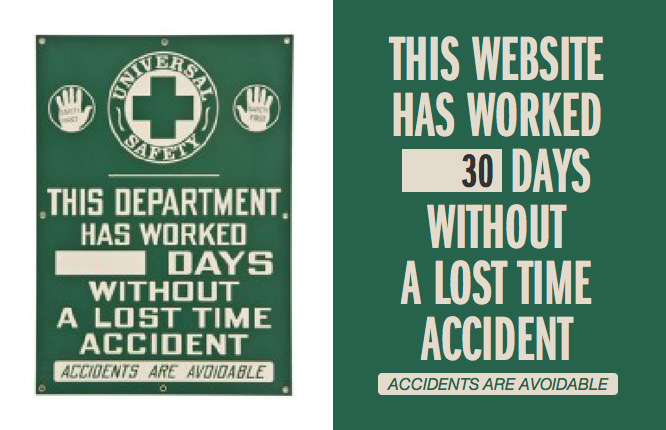 UNIVERSAL
SAFETY
SAFETY
FIRST
SAFETY
FIRST
THIS DEPARTMENT
HAS WORKED
DAYS
WITHOUT
A LOST TIME
ACCIDENT
ACCIDENTS ARE AVOIDABLE
THIS WEBSITE
HAS WORKED
30 DAYS
WITHOUT
A LOST TIME
ACCIDENT
ACCIDENTS ARE AVOIDABLE